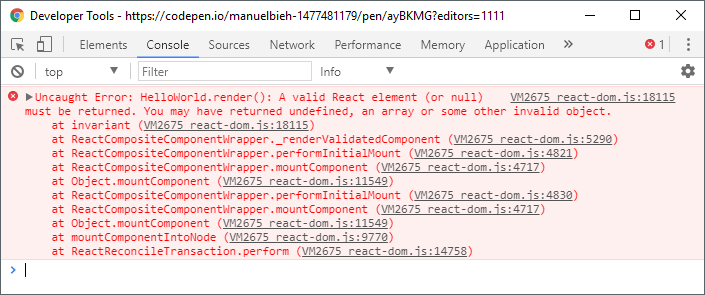 Developer Tools - https://codepen.io/manuelbieh-1477481179/pen/ayBKMG?editors=1111
Elements Console Sources Network Timeline Profiles Application » 1
top Filter Info
Uncaught Error: HelloWorld.render(): A valid React element (or null) VM2675 react-dom.js:18115
must be returned. You may have returned undefined, an array or some other invalid object.
at invariant (VM2675 react-dom.js:18115)
at ReactCompositeComponentWrapper._renderValidatedComponent (VM2675 react-dom.js:5290)
at ReactCompositeComponentWrapper.performInitialMount (VM2675 react-dom.js:4821)
at ReactCompositeComponentWrapper.mountComponent (VM2675 react-dom.js:4717)
at Object.mountComponent (VM2675 react-dom.js:11549)
at ReactCompositeComponentWrapper.performInitialMount (VM2675 react-dom.js:4830)
at ReactCompositeComponentWrapper.mountComponent (VM2675 react-dom.js:4717)
at Object.mountComponent (VM2675 react-dom.js:11549)
at mountComponentIntoNode (VM2675 react-dom.js:9770)
at ReactReconcileTransaction.perform (VM2675 react-dom.js:14758)